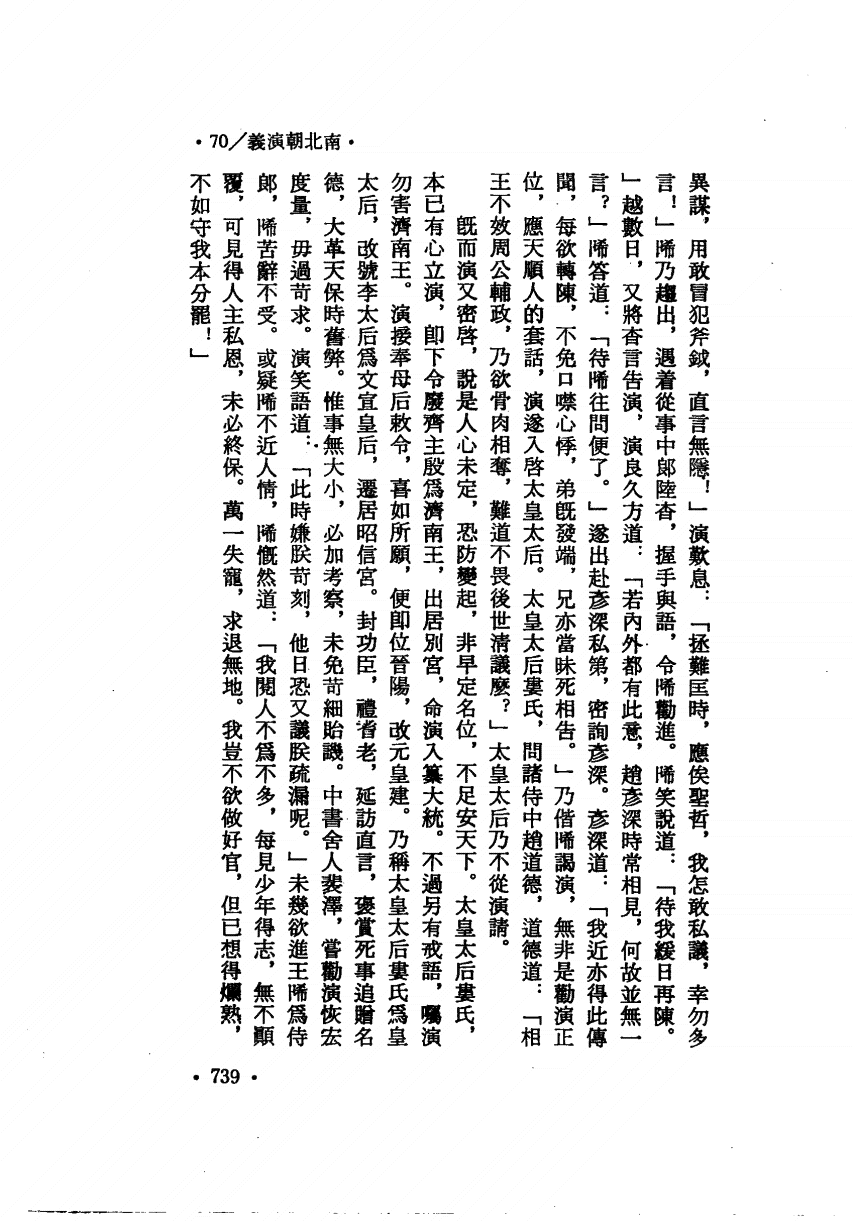 •南北朝演義／70•
異謀，用敢冒犯斧鉞，直言無隱！」演歎息：「拯難匡時，應俟聖哲，我怎敢私議，幸勿多
言！」晞乃趨出，遇着從事中郎陸杳，握手與語，令晞勸進。晞笑說道：「待我緩日再陳。
」越數日，又將杳言告演，演良久方道：「若內外都有此意，趙彥深時常相見，何故並無一
言？」晞答道：「待晞往問便了。」遂出赴彥深私第，密詢彥深。彥深道：「我近亦得此傳
聞，每欲轉陳，不免口噤心悸，弟旣發端，兄亦當昧死相告。」乃偕晞謁演，無非是勸演正
位，應天順人的套話，演遂入啓太皇太后。太皇太后婁氏，問諸侍中趙道德，道德道：「相
王不效周公輔政，乃欲骨肉相奪，難道不畏後世清議麼？」太皇太后乃不從演請。
旣而演又密啓，說是人心未定，恐防變起，非早定名位，不足安天下。太皇太后婁氏，
本已有心立演，卽下令廢齊主殷爲濟南王，出居別宮，命演入纂大統。不過另有戒語，囑演
勿害濟南王。演接奉母后敕令，喜如所願，便卽位晉陽，改元皇建。乃稱太皇太后婁氏爲皇
太后，改號李太后爲文宣皇后，遷居昭信宮。封功臣，禮耆老，延訪直言，褒賞死事追贈名
德，大革天保時舊弊。惟事無大小，必加考察，未免苛細貽譏。中書舍人裴澤，嘗勸演恢宏
度量，毋過苛求。演笑語道：「此時嫌朕苛刻，他日恐又議朕疏漏呢。」未幾欲進王晞爲侍
郎，晞苦辭不受。或疑晞不近人情，晞慨然道：「我閱人不爲不多，每見少年得志，無不顚
覆，可見得人主私恩，未必終保。萬一失寵，求退無地。我豈不欲做好官，但已想得爛熟，
不如守我本分罷！」
•739•